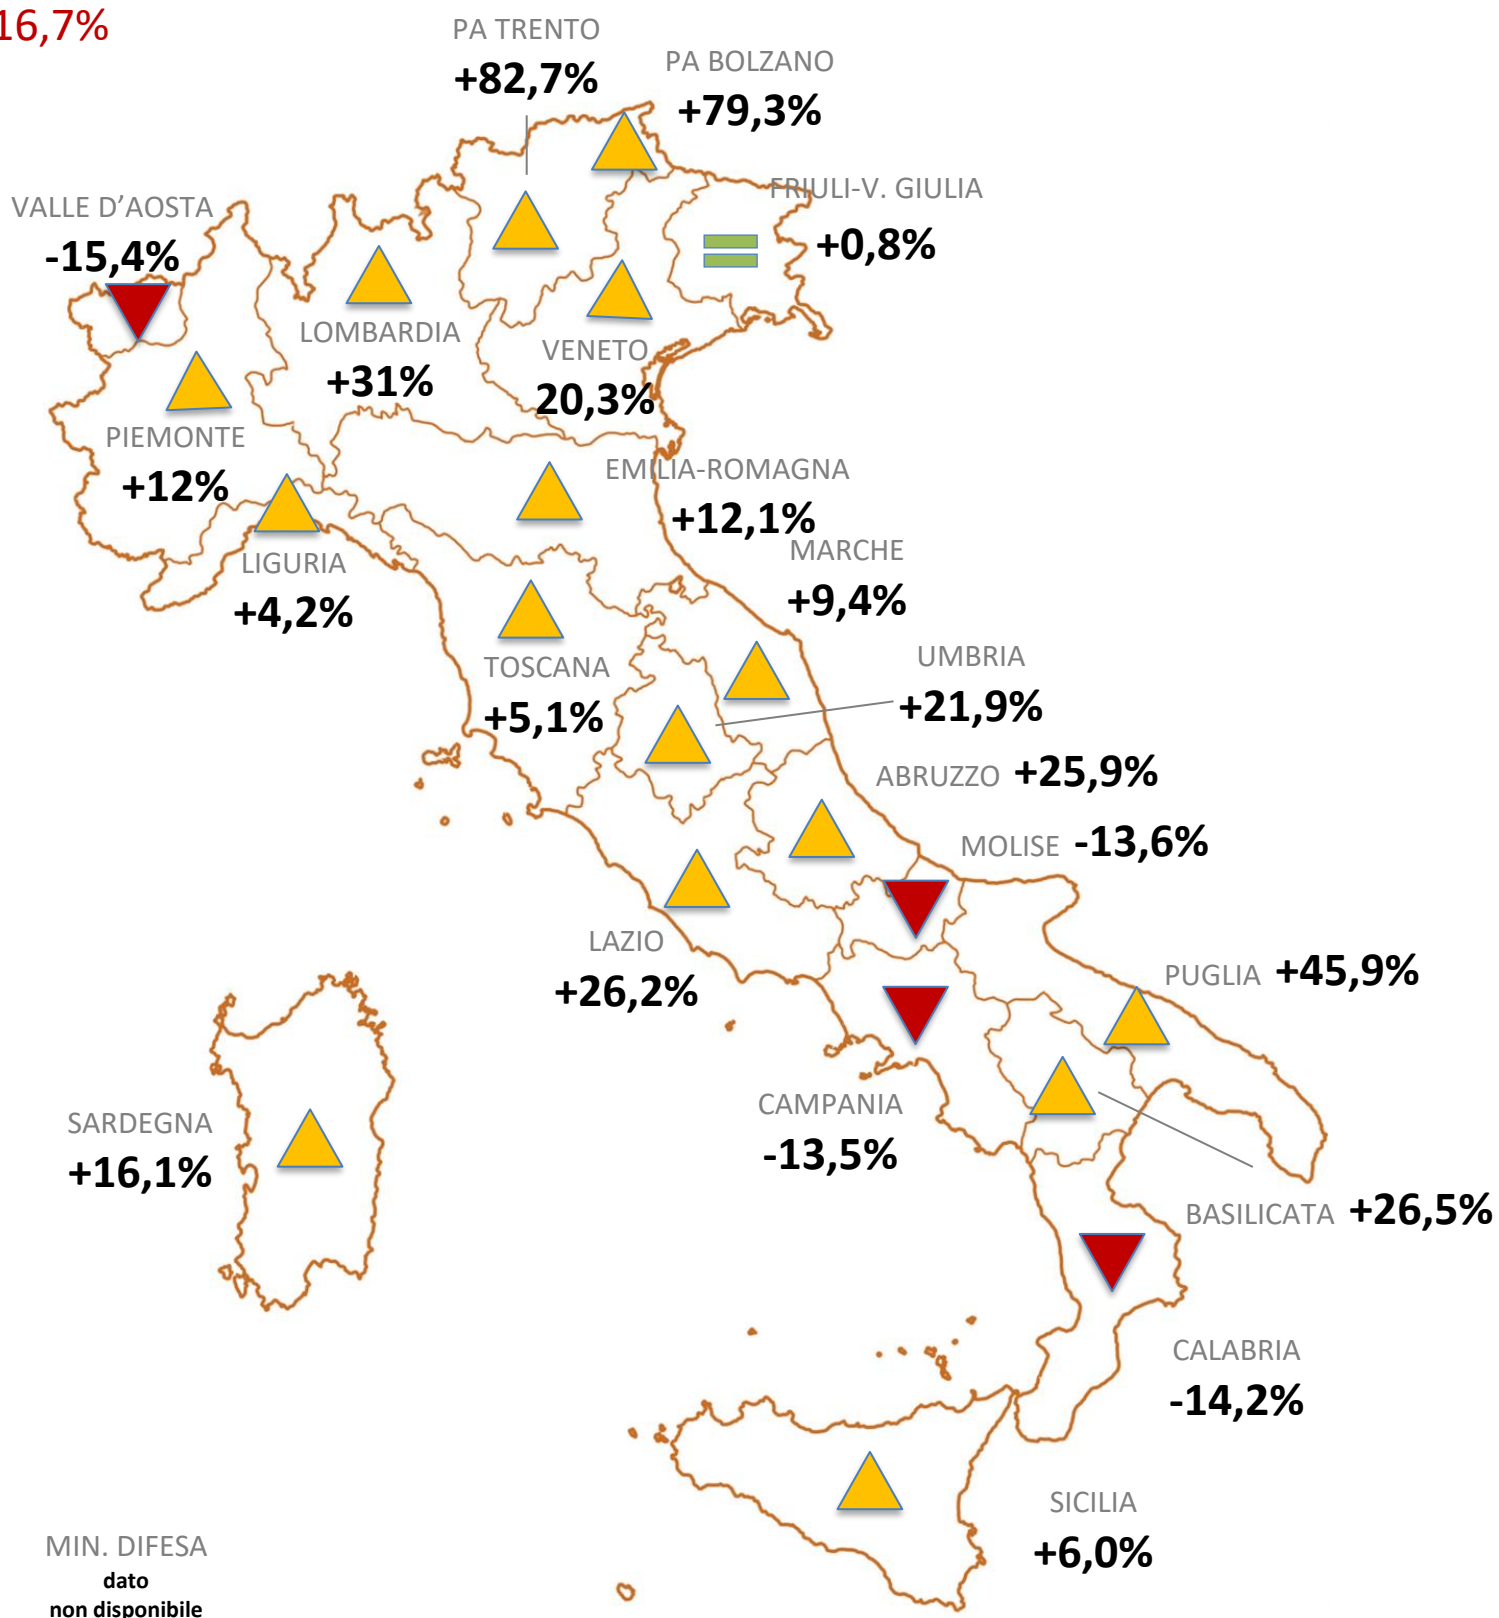 16,7%
PA TRENTO
+82,7%
PA BOLZANO
+79,3%
FRIULI-V. GIULIA
+0,8%
VALLE D’AOSTA
-15,4%
LOMBARDIA
+31%
VENETO
20,3%
PIEMONTE
+12%
EMILIA-ROMAGNA
+12,1%
LIGURIA
+4,2%
MARCHE
+9,4%
TOSCANA
+5,1%
UMBRIA
+21,9%
ABRUZZO +25,9%
MOLISE -13,6%
LAZIO
+26,2%
PUGLIA +45,9%
CAMPANIA
-13,5%
SARDEGNA
+16,1%
BASILICATA +26,5%
CALABRIA
-14,2%
SICILIA
+6,0%
MIN. DIFESA
dato
non disponibile